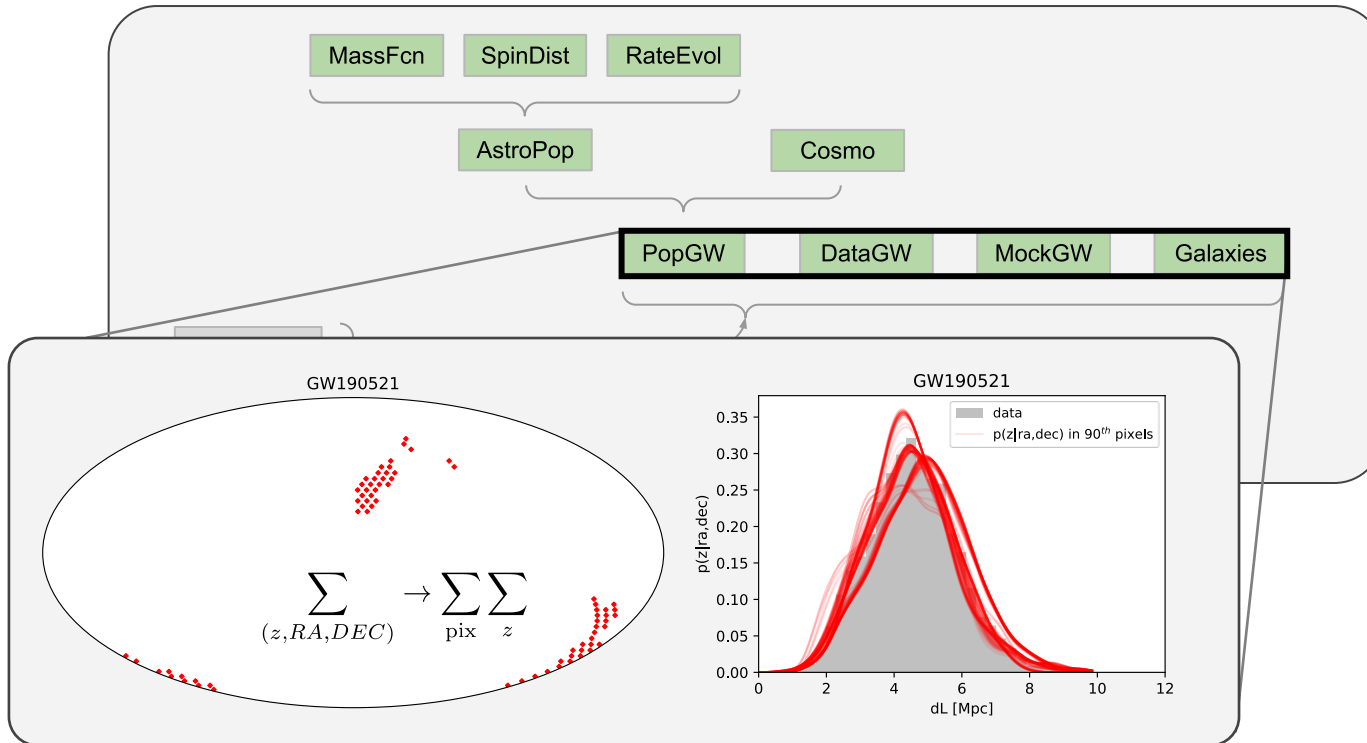 MassFcn SpinDist RateEvol
AstroPop Cosmo
PopGW DataGW MockGW Galaxies
GW190521
∑ → ∑ ∑
(z,RA,DEC) pix z
GW190521
data
p(z|ra,dec) in 90th pixels
p(z|ra,dec)
0.35
0.30
0.25
0.20
0.15
0.10
0.05
0.00
0 2 4 6 8 10 12
dL [Mpc]